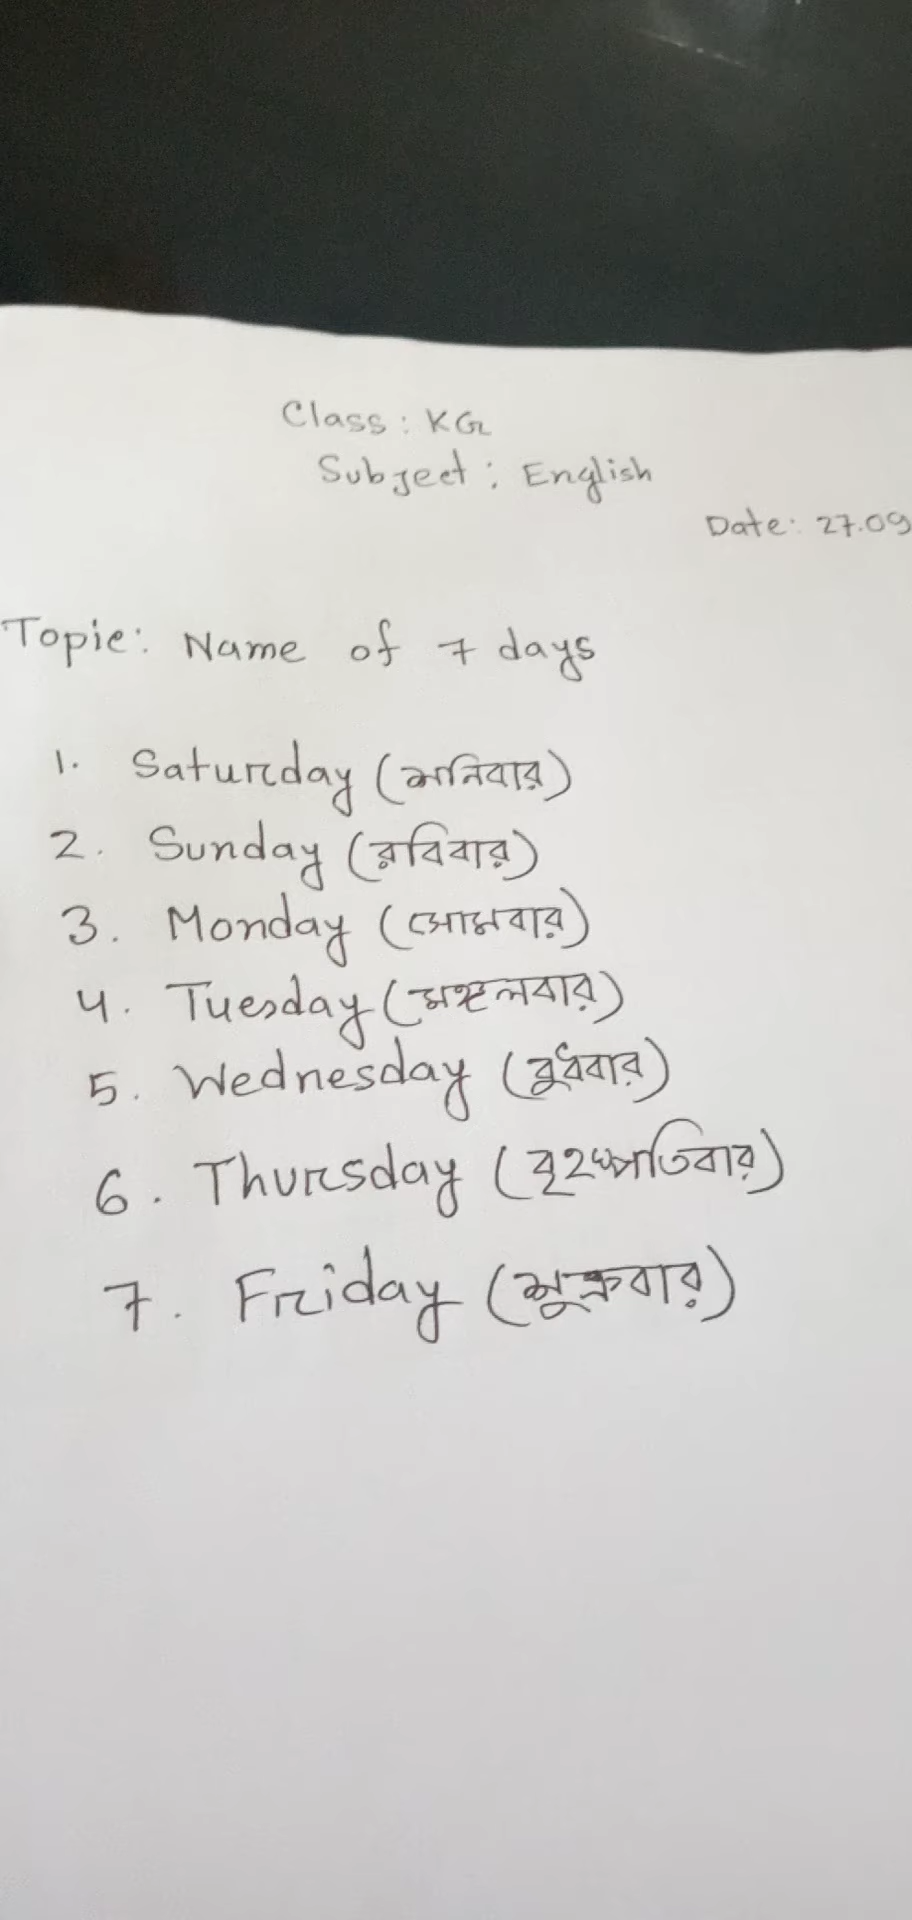 Class: KG
Subject: English
Date: 27.09
Topic: Name of 7 days
1. Saturday (শনিবার)
2. Sunday (রবিবার)
3. Monday (সোমবার)
4. Tuesday (মঙ্গলবার)
5. Wednesday (বুধবার)
6. Thursday (বৃহস্পতিবার)
7. Friday (শুক্রবার)